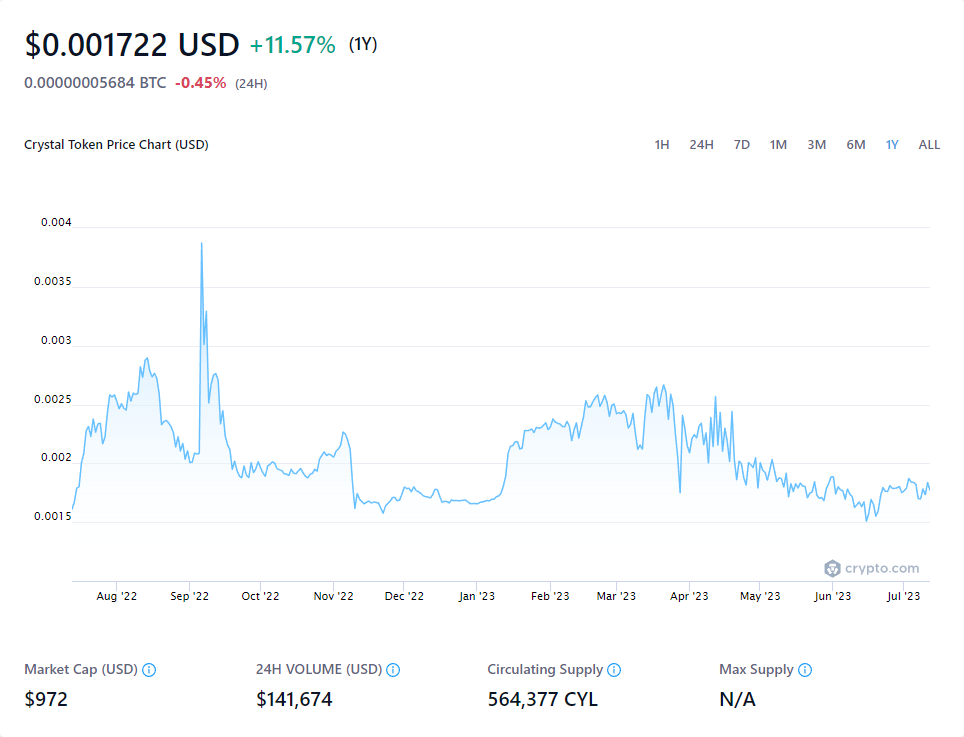 $0.001722 USD +11.57% (1Y)
0.00000005684 BTC -0.45% (24H)
Crystal Token Price Chart (USD) 1H 24H 7D 1M 3M 6M 1Y ALL
0.004
0.0035
0.003
0.0025
0.002
0.0015
crypto.com
Aug '22 Sep '22 Oct '22 Nov '22 Dec '22 Jan '23 Feb '23 Mar '23 Apr '23 May '23 Jun '23 Jul '23
Market Cap (USD) 24H VOLUME (USD) Circulating Supply Max Supply
$972 $141,674 564,377 CYL N/A